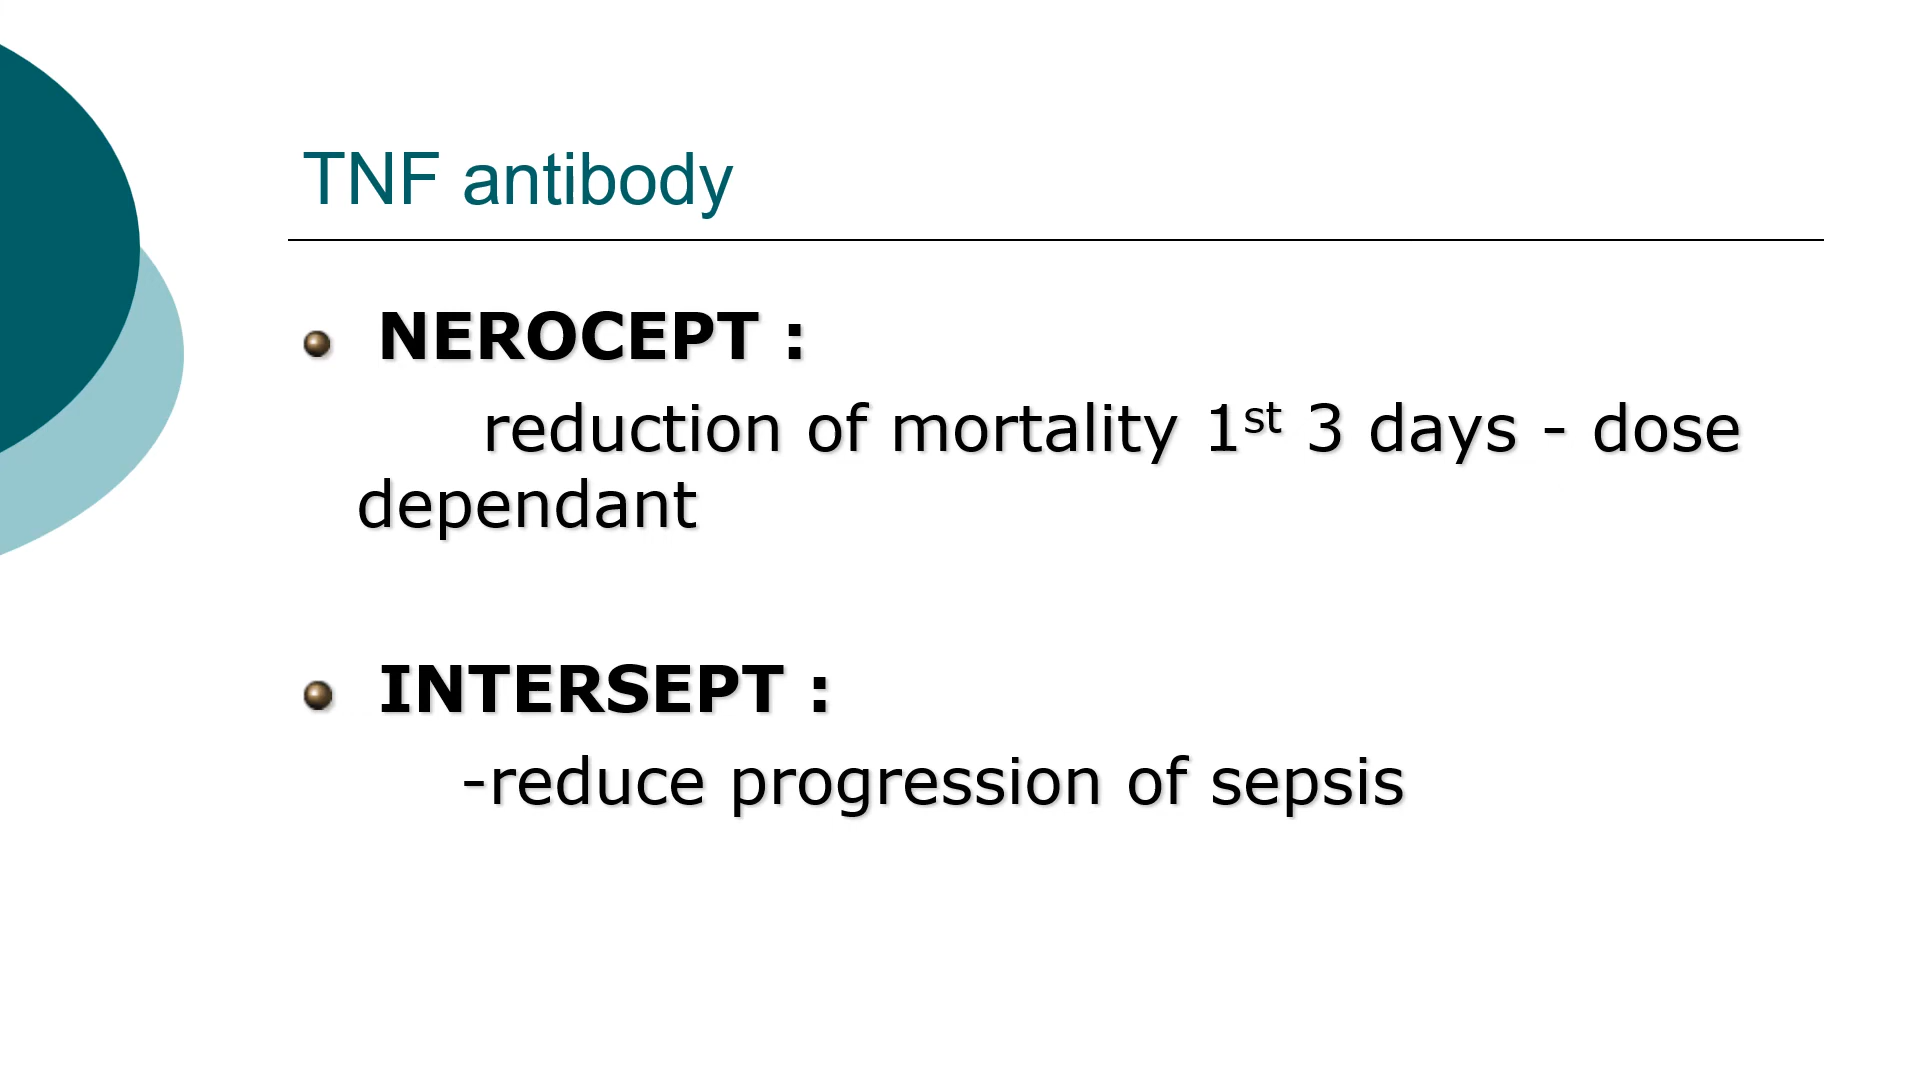 TNF antibody
NEROCEPT :
reduction of mortality 1st 3 days - dose
dependant
INTERSEPT :
-reduce progression of sepsis